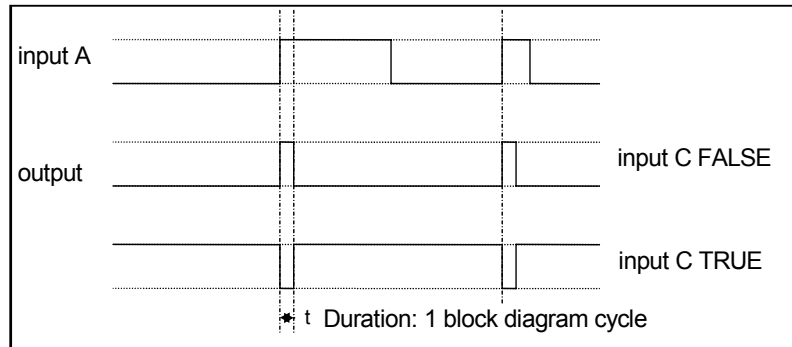 input A
output
input C FALSE
input C TRUE
t Duration: 1 block diagram cycle